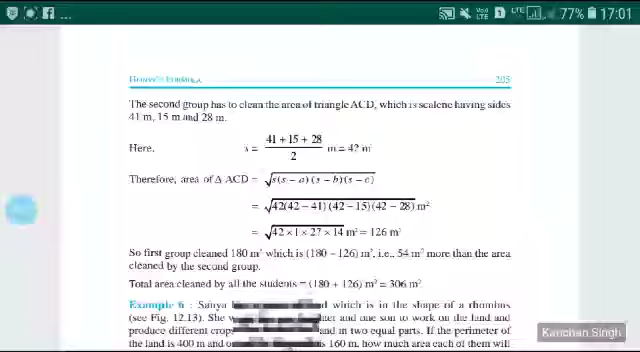 ... 77% 17:01
Heron's Formula 205
The second group has to clean the area of triangle ACD, which is scalene having sides
41 m, 15 m and 28 m.
Here, s = (41 + 15 + 28)/2 m = 42 m
Therefore, area of Δ ACD = √s(s – a)(s – b)(s – c)
= √42(42 – 41)(42 – 15)(42 – 28) m²
= √42 × 1 × 27 × 14 m² = 126 m²
So first group cleaned 180 m² which is (180 – 126) m², i.e., 54 m² more than the area
cleaned by the second group.
Total area cleaned by all the students = (180 + 126) m² = 306 m².
Example 6 : Sanya d which is in the shape of a rhombus
(see Fig. 12.13). She w her and one son to work on the land and
produce different crops land in two equal parts. If the perimeter of
the land is 400 m and o is 160 m, how much area each of them will
Kanchan Singh